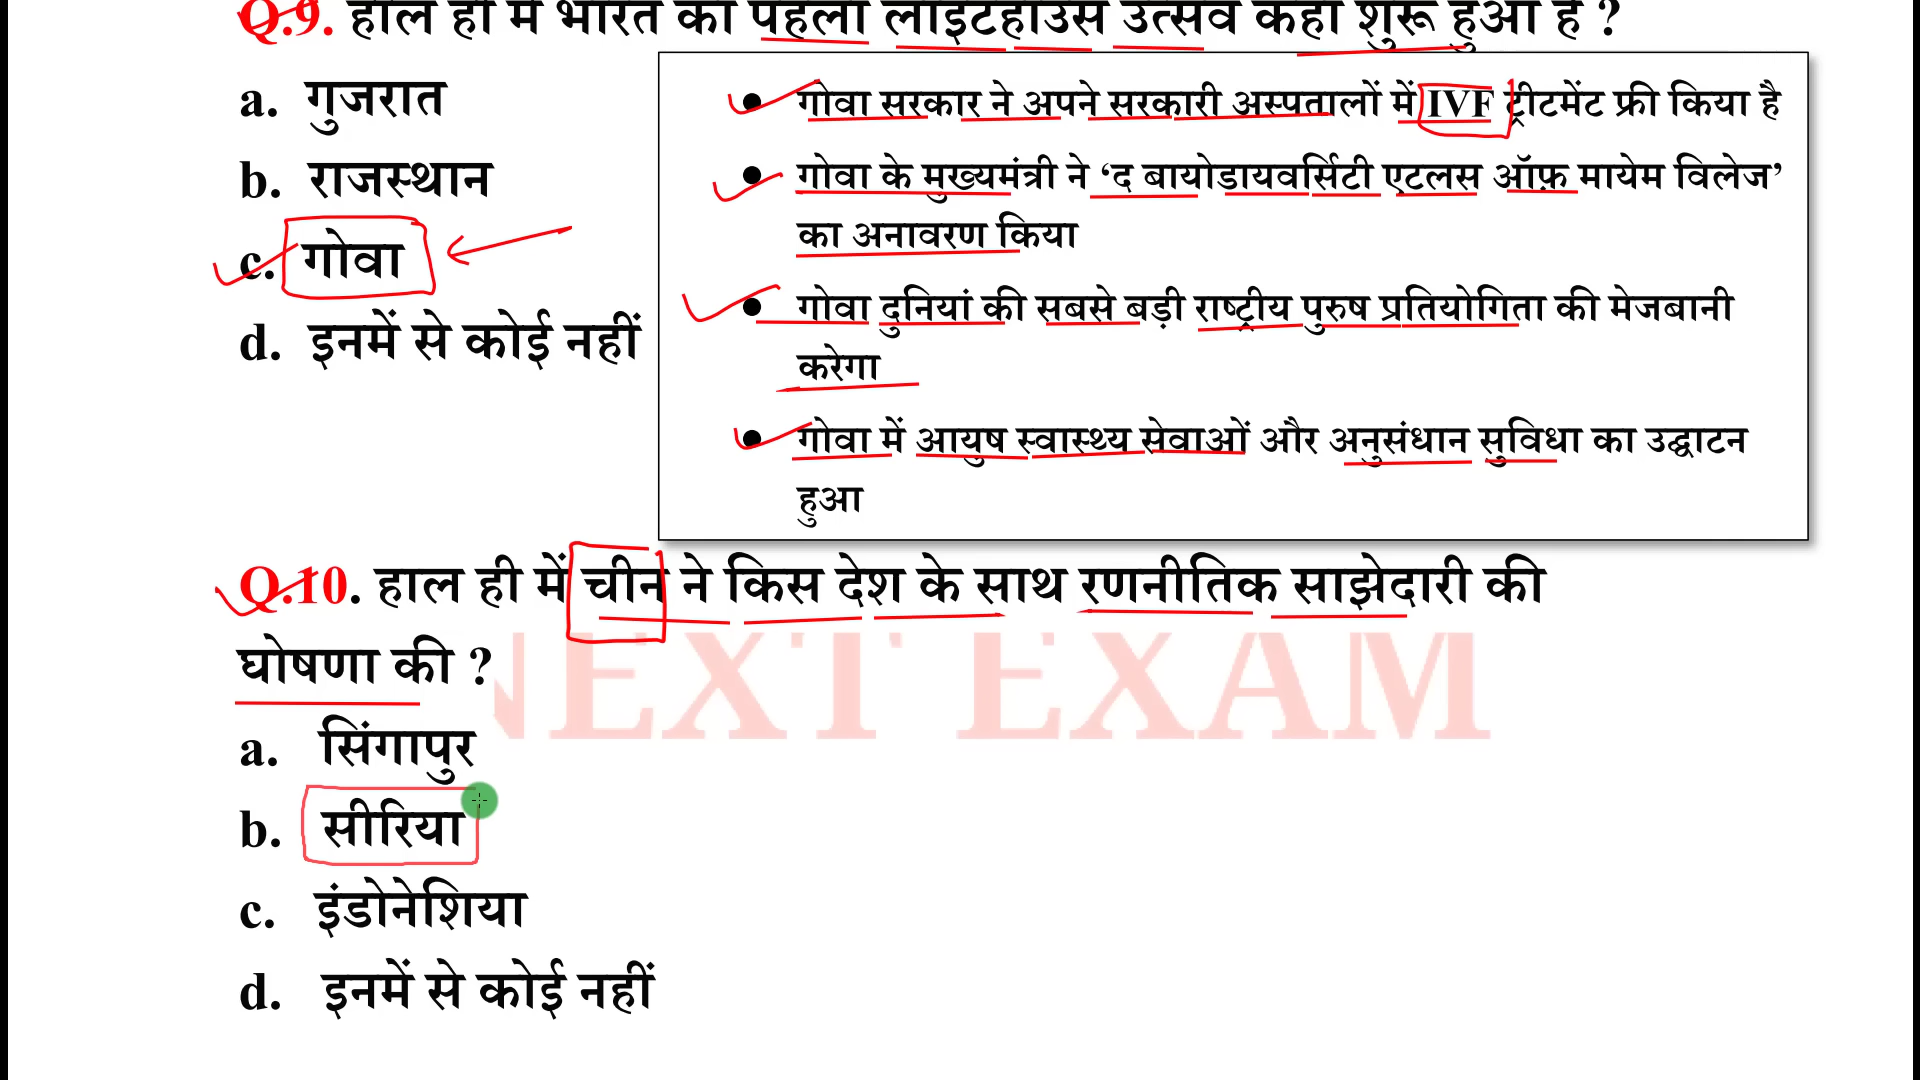 Q.9. हाल ही में भारत का पहला लाइटहाउस उत्सव कहाँ शुरू हुआ है ?
a. गुजरात
b. राजस्थान
c. गोवा
d. इनमें से कोई नहीं
• गोवा सरकार ने अपने सरकारी अस्पतालों में IVF ट्रीटमेंट फ्री किया है
• गोवा के मुख्यमंत्री ने ‘द बायोडायवर्सिटी एटलस ऑफ़ मायेम विलेज’
का अनावरण किया
• गोवा दुनियां की सबसे बड़ी राष्ट्रीय पुरुष प्रतियोगिता की मेजबानी
करेगा
• गोवा में आयुष स्वास्थ्य सेवाओं और अनुसंधान सुविधा का उद्घाटन
हुआ
Q.10. हाल ही में चीन ने किस देश के साथ रणनीतिक साझेदारी की
घोषणा की ?
NEXT EXAM
a. सिंगापुर
b. सीरिया
c. इंडोनेशिया
d. इनमें से कोई नहीं